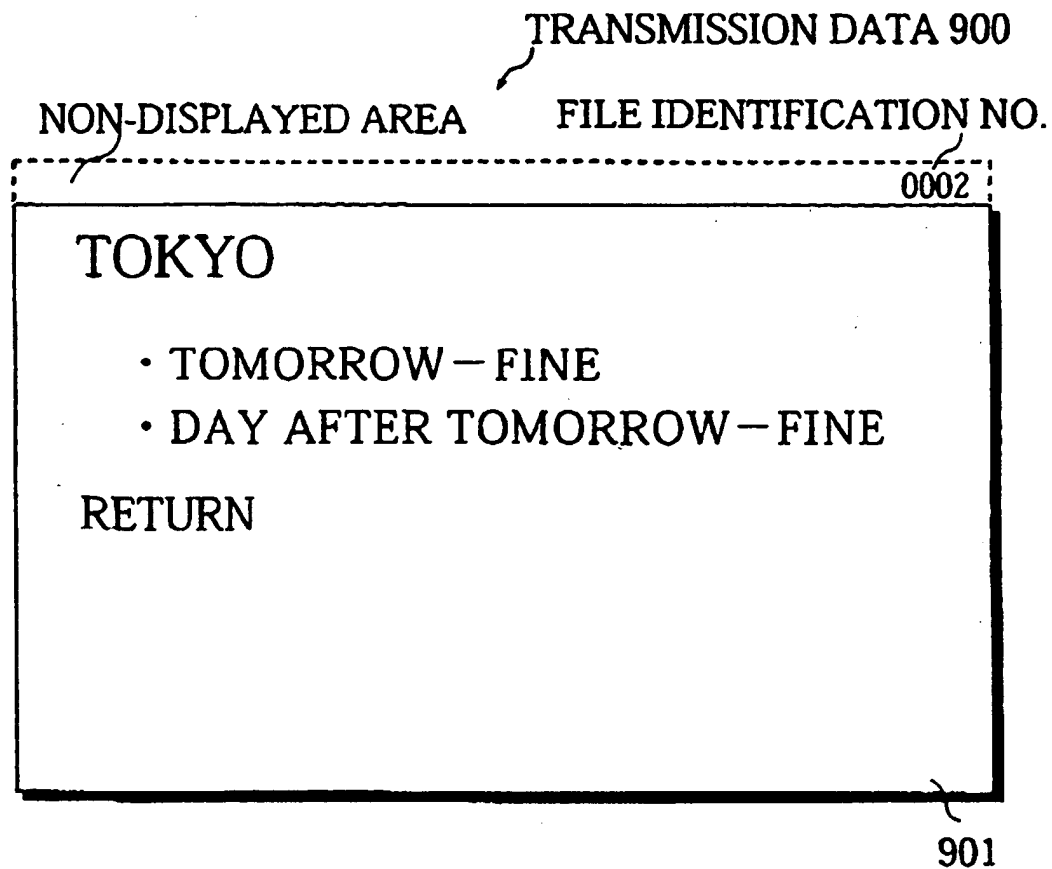 TRANSMISSION DATA 900
NON-DISPLAYED AREA
FILE IDENTIFICATION NO.
0002
TOKYO
・TOMORROW－FINE
・DAY AFTER TOMORROW－FINE
RETURN
901